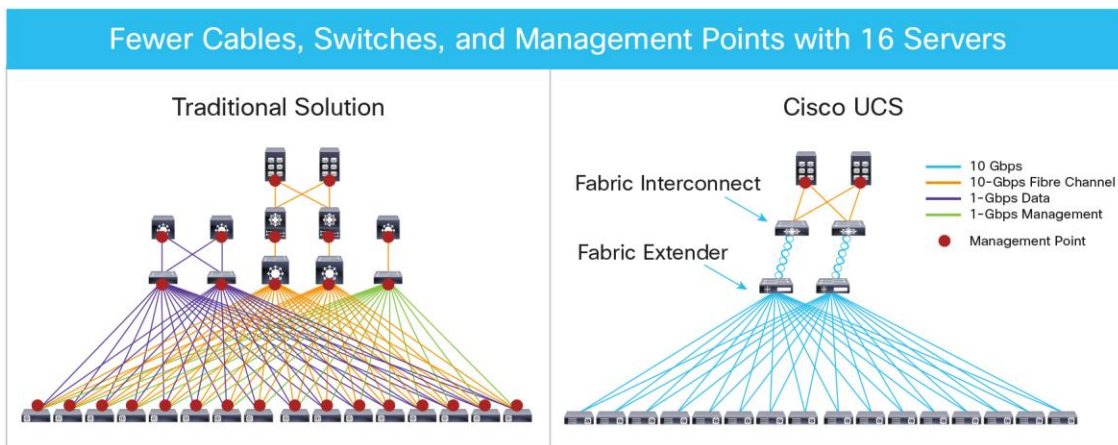 Fewer Cables, Switches, and Management Points with 16 Servers
Traditional Solution
Cisco UCS
Fabric Interconnect
Fabric Extender
10 Gbps
10-Gbps Fibre Channel
1-Gbps Data
1-Gbps Management
Management Point